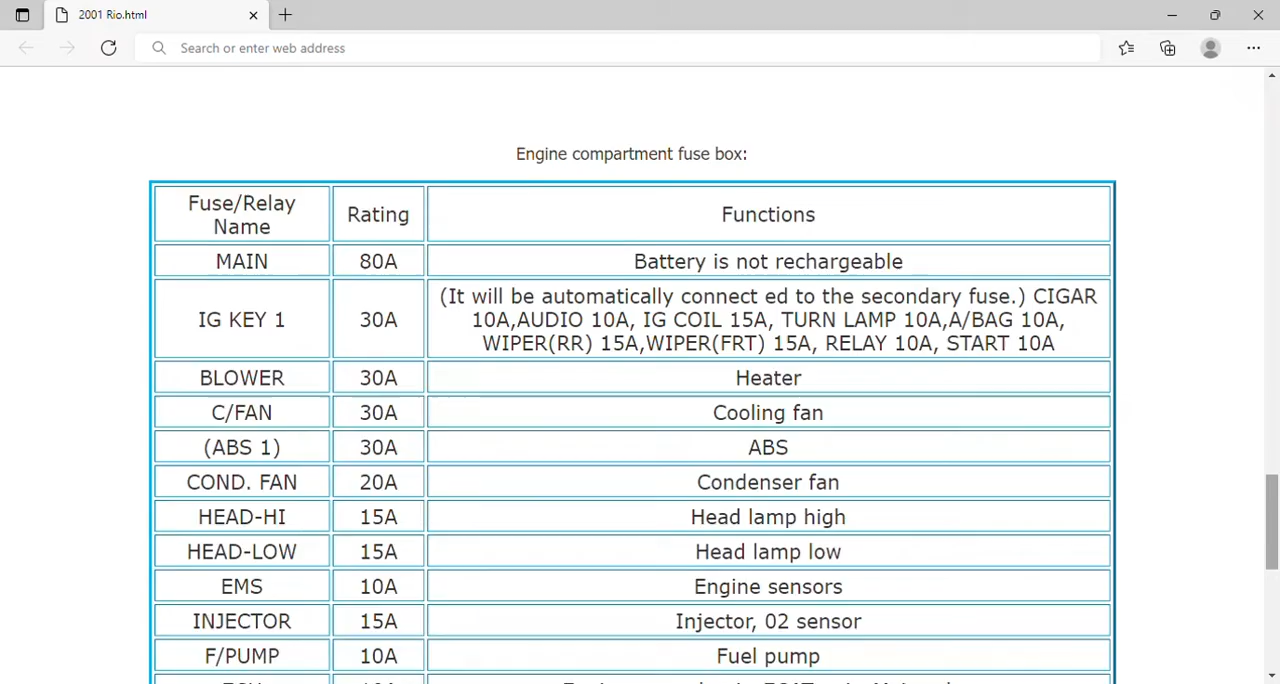 2001 Rio.html
Search or enter web address
Engine compartment fuse box:
Fuse/Relay Name Rating Functions
MAIN 80A Battery is not rechargeable
IG KEY 1 30A (It will be automatically connect ed to the secondary fuse.) CIGAR
10A,AUDIO 10A, IG COIL 15A, TURN LAMP 10A,A/BAG 10A,
WIPER(RR) 15A,WIPER(FRT) 15A, RELAY 10A, START 10A
BLOWER 30A Heater
C/FAN 30A Cooling fan
(ABS 1) 30A ABS
COND. FAN 20A Condenser fan
HEAD-HI 15A Head lamp high
HEAD-LOW 15A Head lamp low
EMS 10A Engine sensors
INJECTOR 15A Injector, 02 sensor
F/PUMP 10A Fuel pump